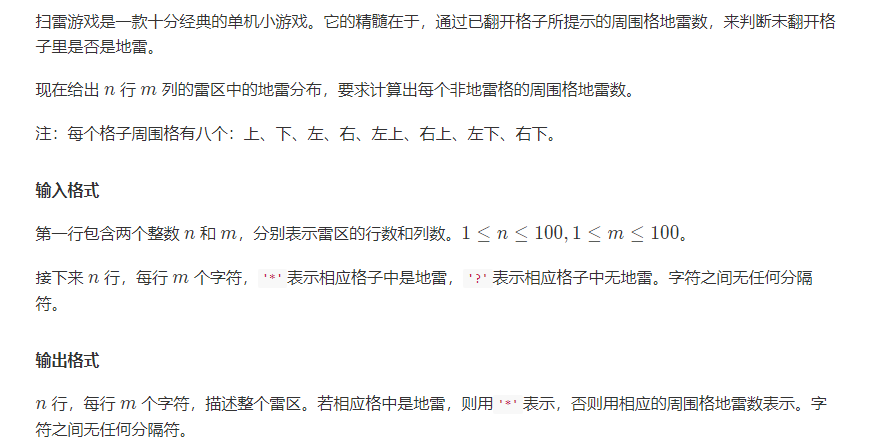 扫雷游戏是一款十分经典的单机小游戏。它的精髓在于，通过已翻开格子所提示的周围格地雷数，来判断未翻开格
子里是否是地雷。
现在给出 n 行 m 列的雷区中的地雷分布，要求计算出每个非地雷格的周围格地雷数。
注：每个格子周围格有八个：上、下、左、右、左上、右上、左下、右下。
输入格式
第一行包含两个整数 n 和 m，分别表示雷区的行数和列数。1 ≤ n ≤ 100, 1 ≤ m ≤ 100。
接下来 n 行，每行 m 个字符，'*' 表示相应格子中是地雷，'?' 表示相应格子中无地雷。字符之间无任何分隔
符。
输出格式
n 行，每行 m 个字符，描述整个雷区。若相应格中是地雷，则用 '*' 表示，否则用相应的周围格地雷数表示。字
符之间无任何分隔符。